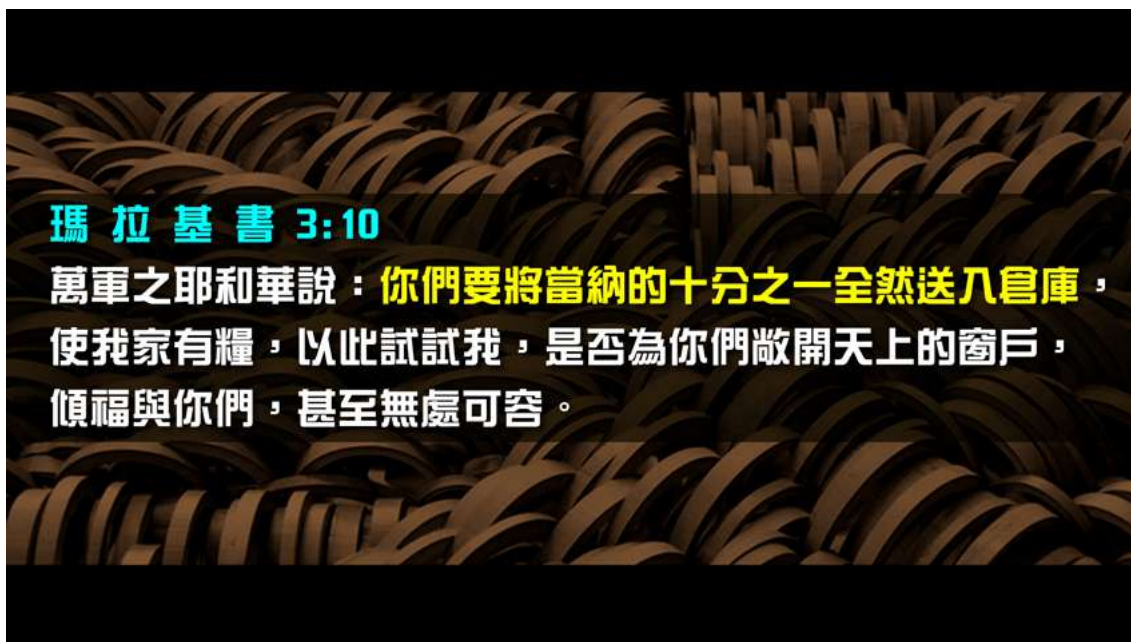 瑪拉基書 3:10
萬軍之耶和華說：你們要將當納的十分之一全然送入倉庫，
使我家有糧，以此試試我，是否為你們敞開天上的窗戶，
傾福與你們，甚至無處可容。